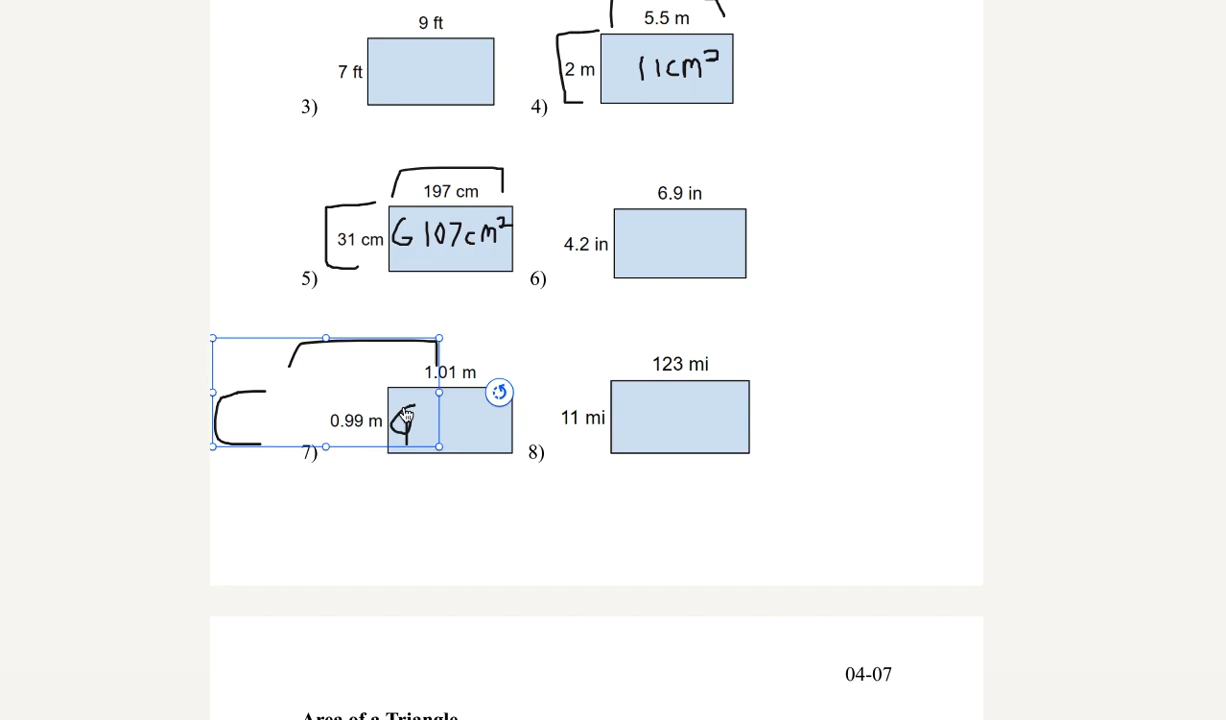 9 ft 5.5 m
7 ft 2 m 11cm²
3) 4)
197 cm 6.9 in
31 cm 6107cm² 4.2 in
5) 6)
1.01 m 123 mi
0.99 m 11 mi
7) 8)
04-07
Area of a Triangle